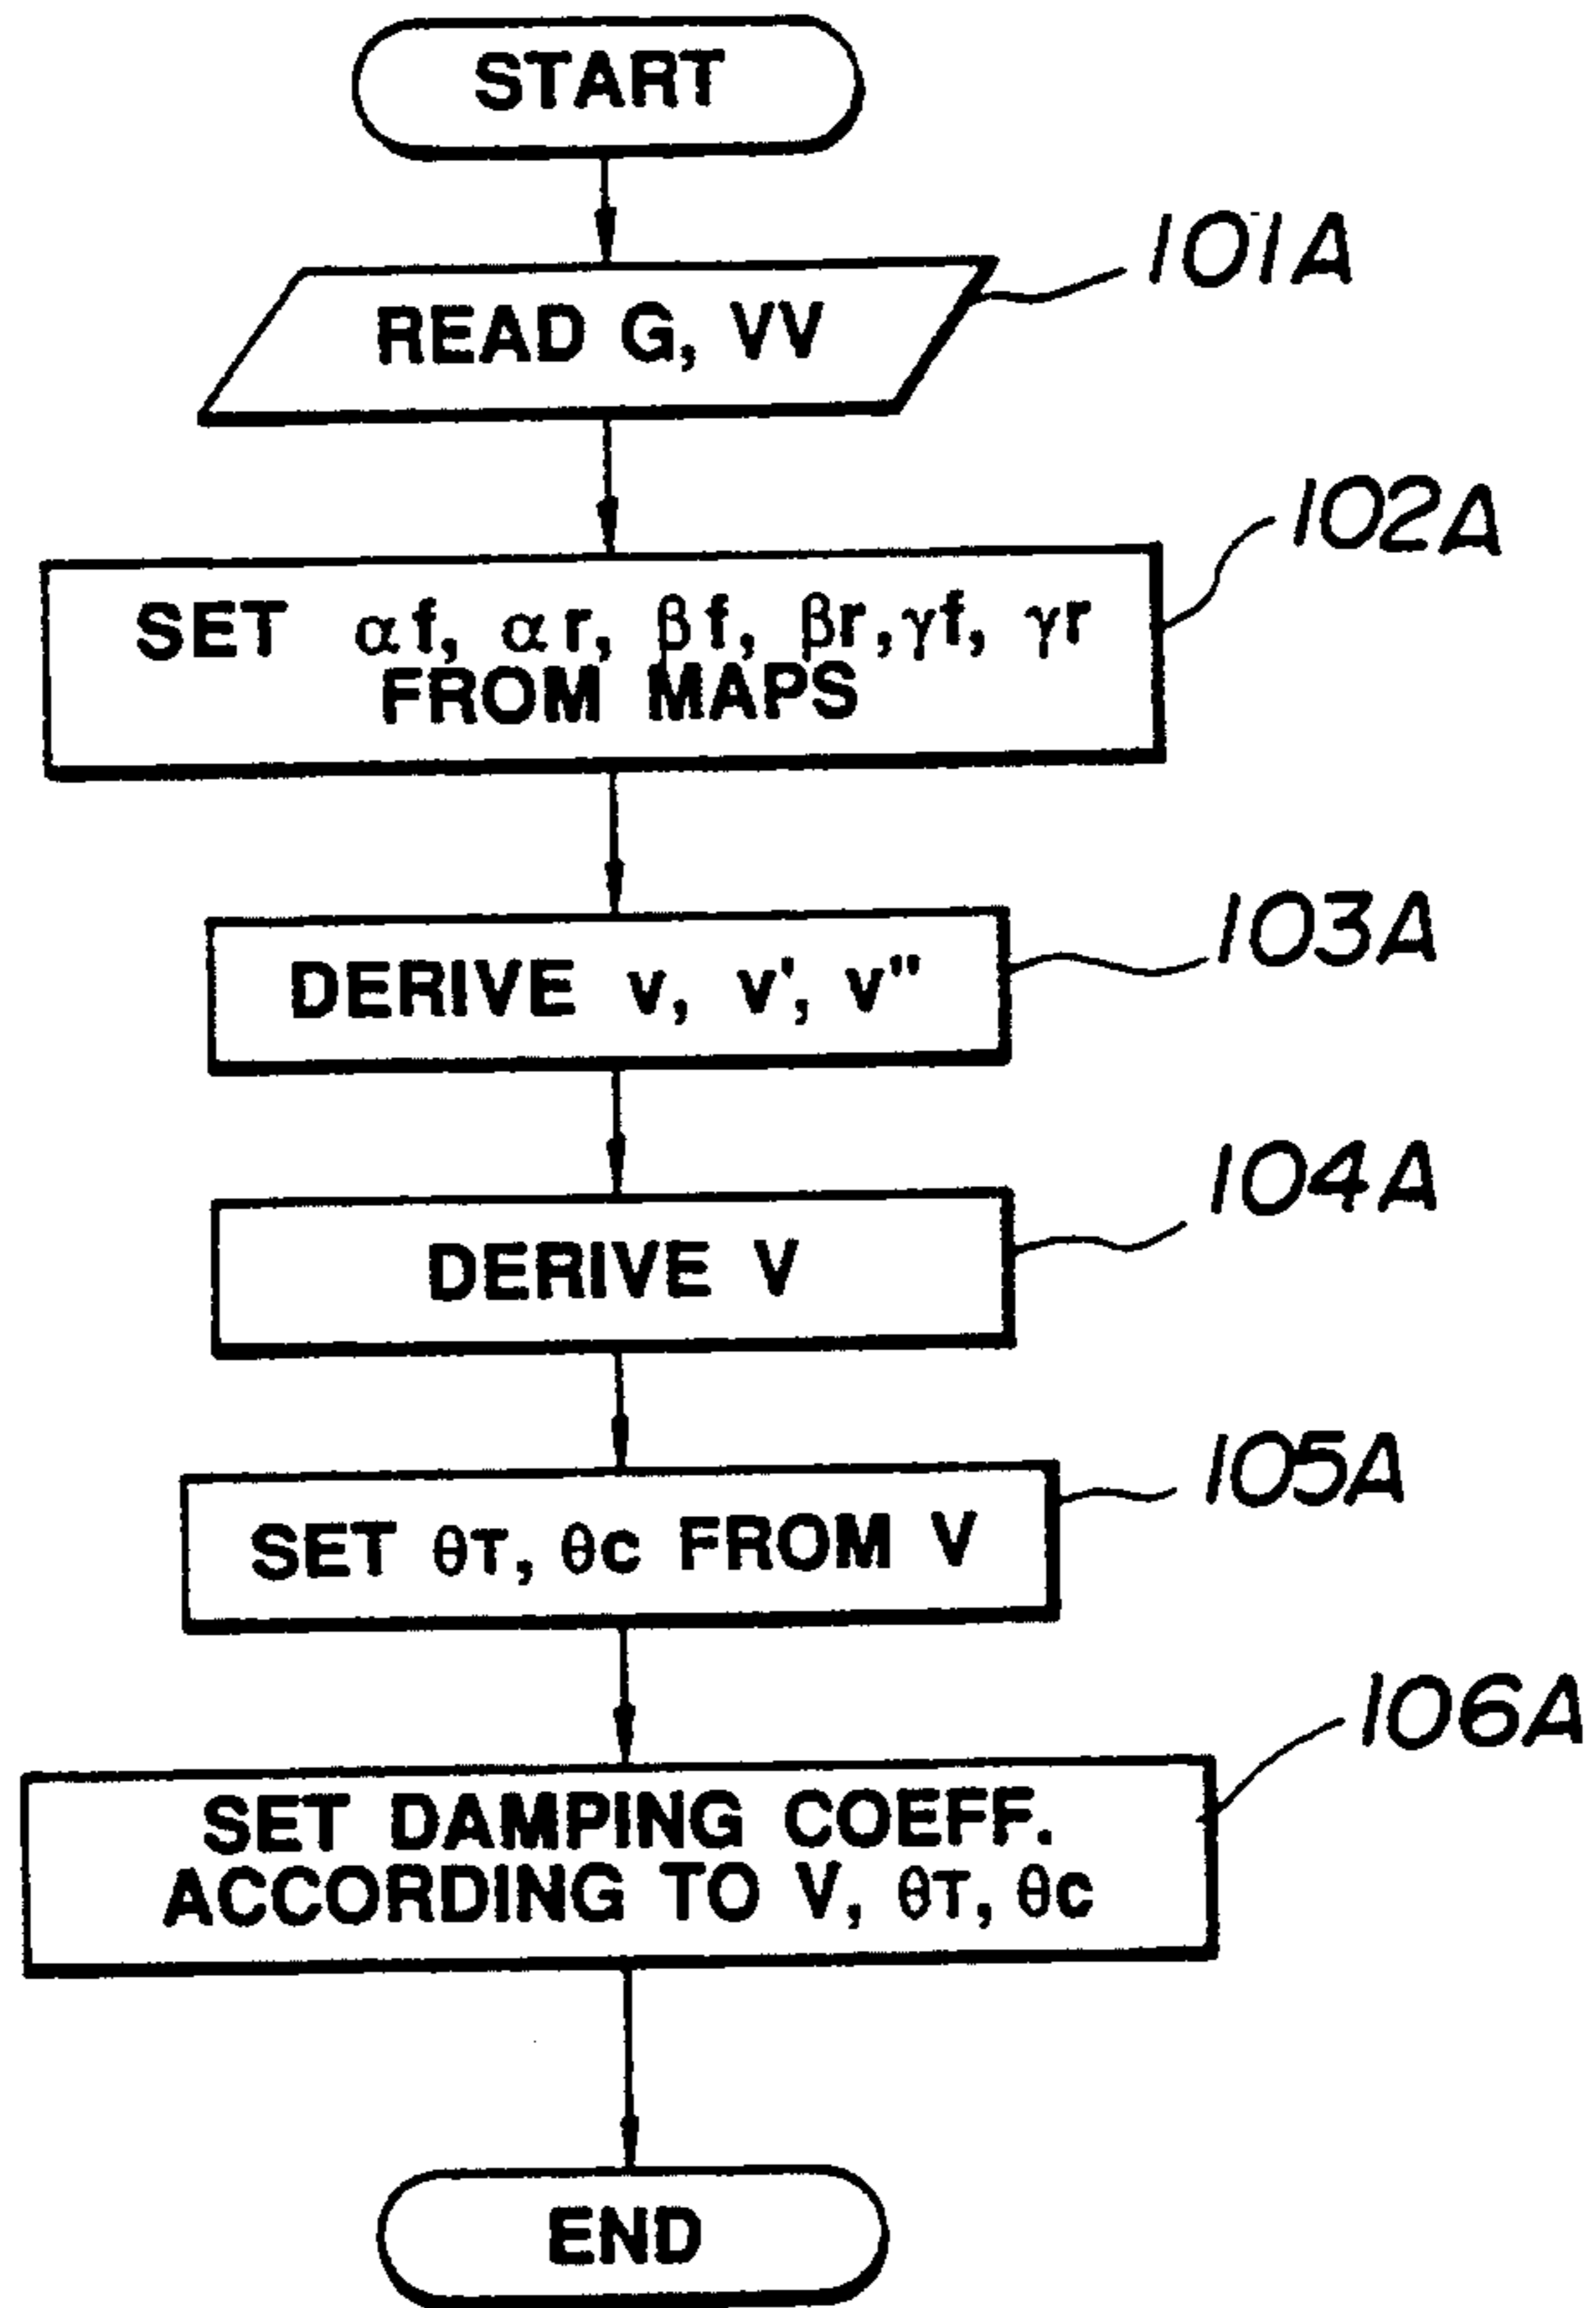 START
101A
READ G, VV
102A
SET αf, αr, βf, βr, γf, γr
FROM MAPS
103A
DERIVE v, v', v"
104A
DERIVE V
105A
SET θT, θC FROM V
106A
SET DAMPING COEFF.
ACCORDING TO V, θT, θC
END